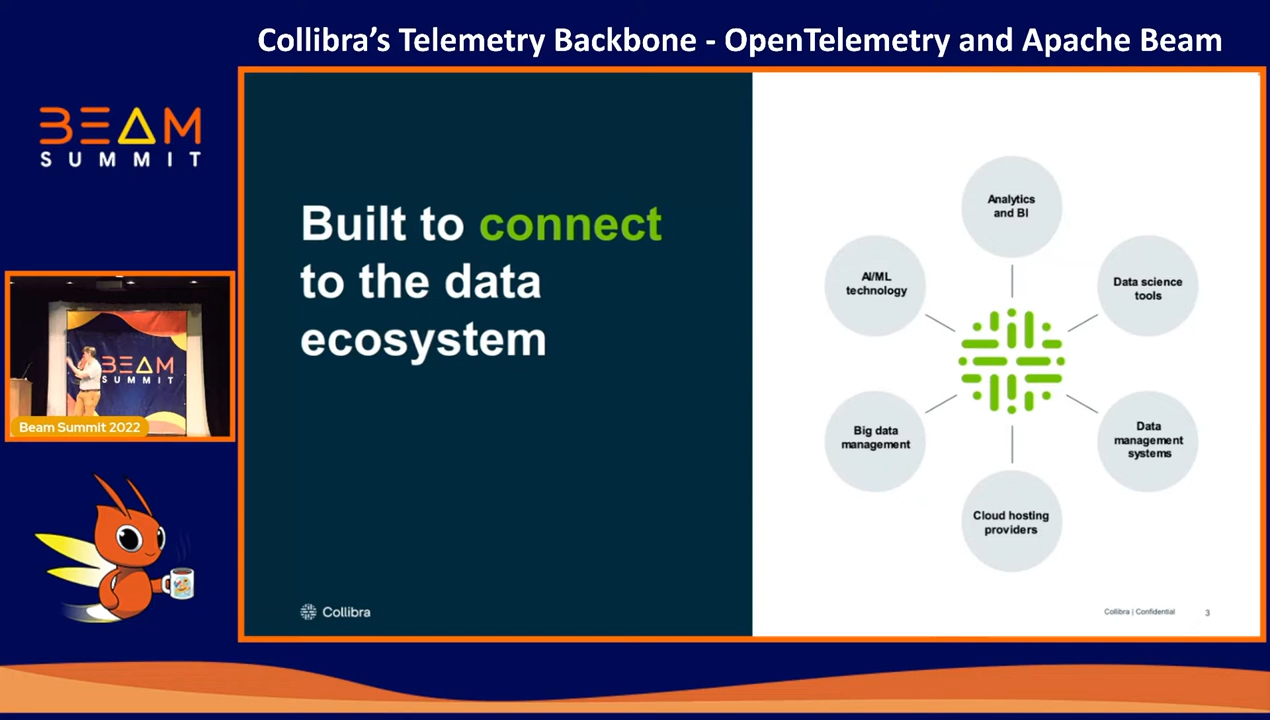 Collibra's Telemetry Backbone - OpenTelemetry and Apache Beam
BEAM
SUMMIT
Built to connect
to the data
ecosystem
Analytics
and BI
AI/ML
technology
Data science
tools
Big data
management
Data
management
systems
Cloud hosting
providers
BEAM
SUMMIT
Beam Summit 2022
Collibra
Collibra | Confidential
3